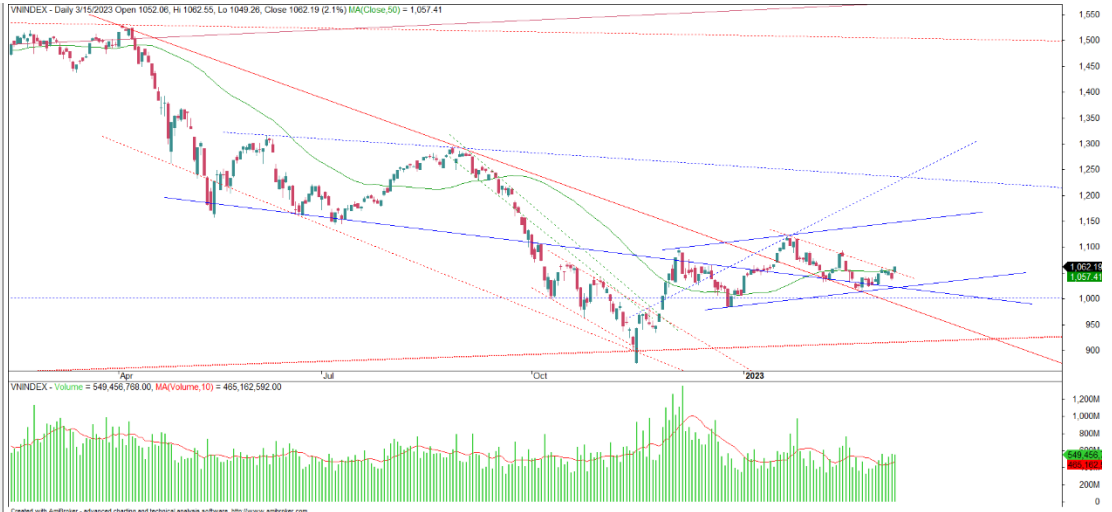 VNINDEX - Daily 3/15/2023 Open 1052.06, Hi 1062.55, Lo 1049.26, Close 1062.19 (2.1%) MA(Close,50) = 1,057.41
1,550
1,500
1,450
1,400
1,350
1,300
1,250
1,200
1,150
1,100
1,062.19
1,057.41
1,000
950
900
Apr
Jul
Oct
2023
VNINDEX - Volume = 549,456,768.00, MA(Volume,10) = 465,162,592.00
1,200M
1,000M
800M
600M
549,456,
465,162,
200M
0
Created with AmiBroker - advanced charting and technical analysis software. http://www.amibroker.com